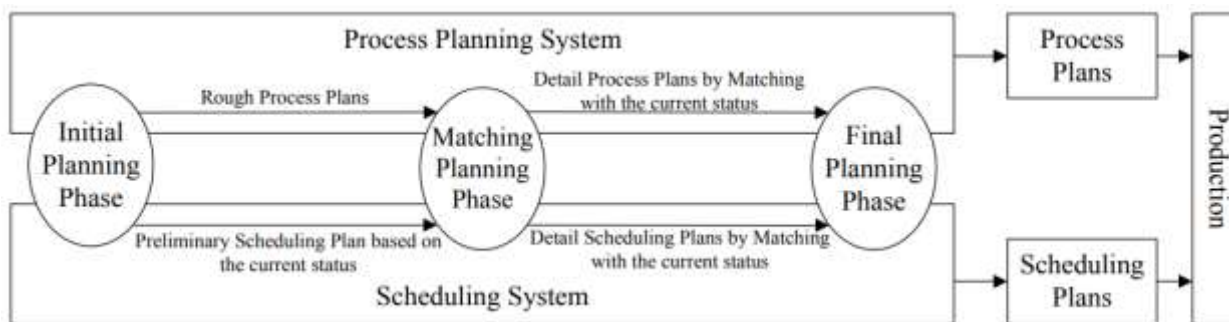 Process Planning System
Process
Plans
Detail Process Plans by Matching
with the current status
Rough Process Plans
Initial
Planning
Phase
Matching
Planning
Phase
Final
Planning
Phase
Production
Preliminary Scheduling Plan based on
the current status
Detail Scheduling Plans by Matching
with the current status
Scheduling System
Scheduling
Plans